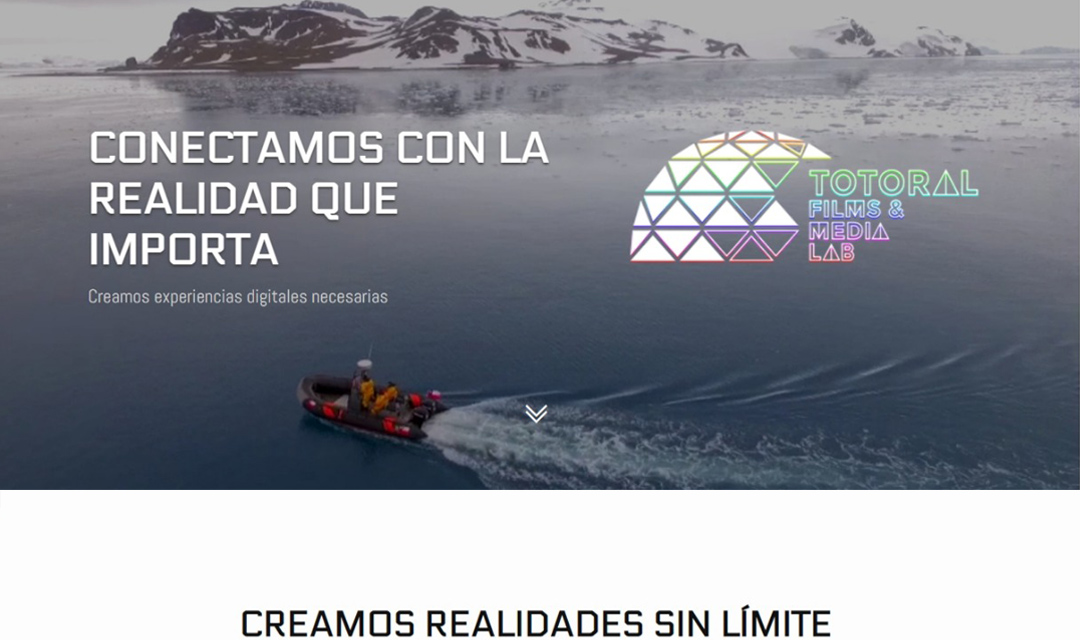 CONECTAMOS CON LA
REALIDAD QUE
IMPORTA
Creamos experiencias digitales necesarias
TOTORAL
FILMS &
MEDIA
LAB
CREAMOS REALIDADES SIN LÍMITE